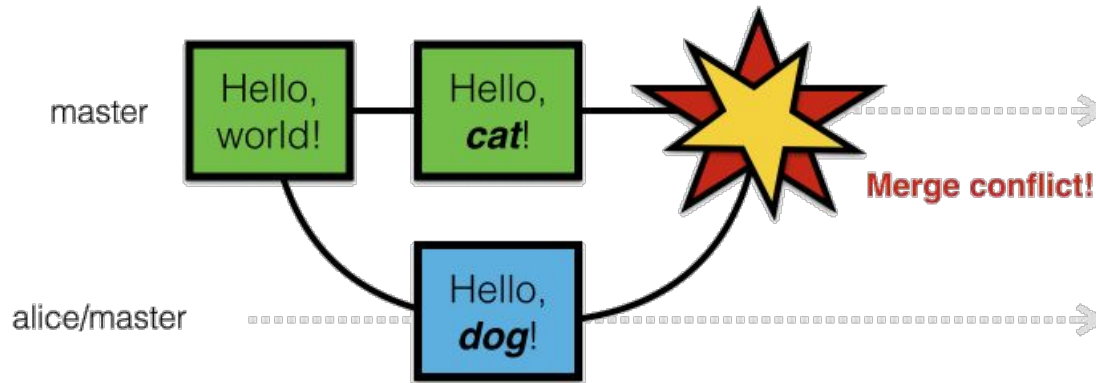 master
Hello,
world!
Hello,
cat!
Merge conflict!
alice/master
Hello,
dog!